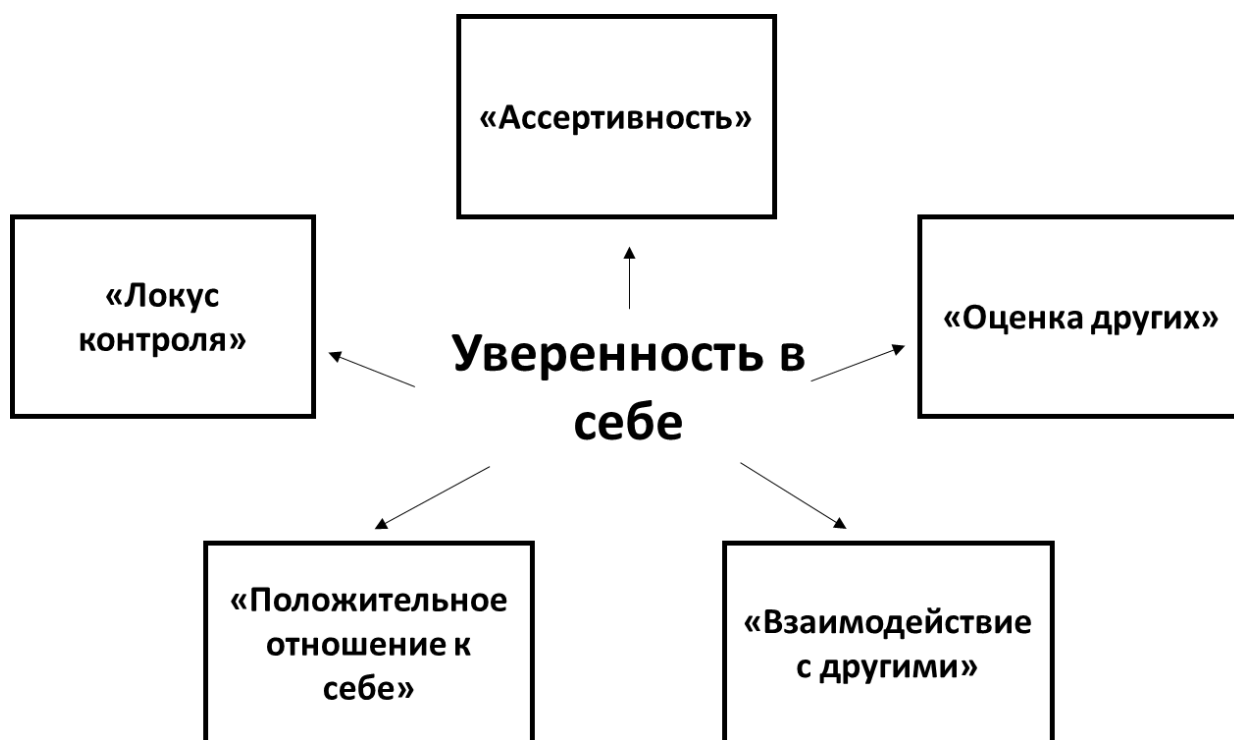 «Ассертивность»
«Локус
контроля»
«Оценка других»
Уверенность в
себе
«Положительное
отношение к
себе»
«Взаимодействие
с другими»